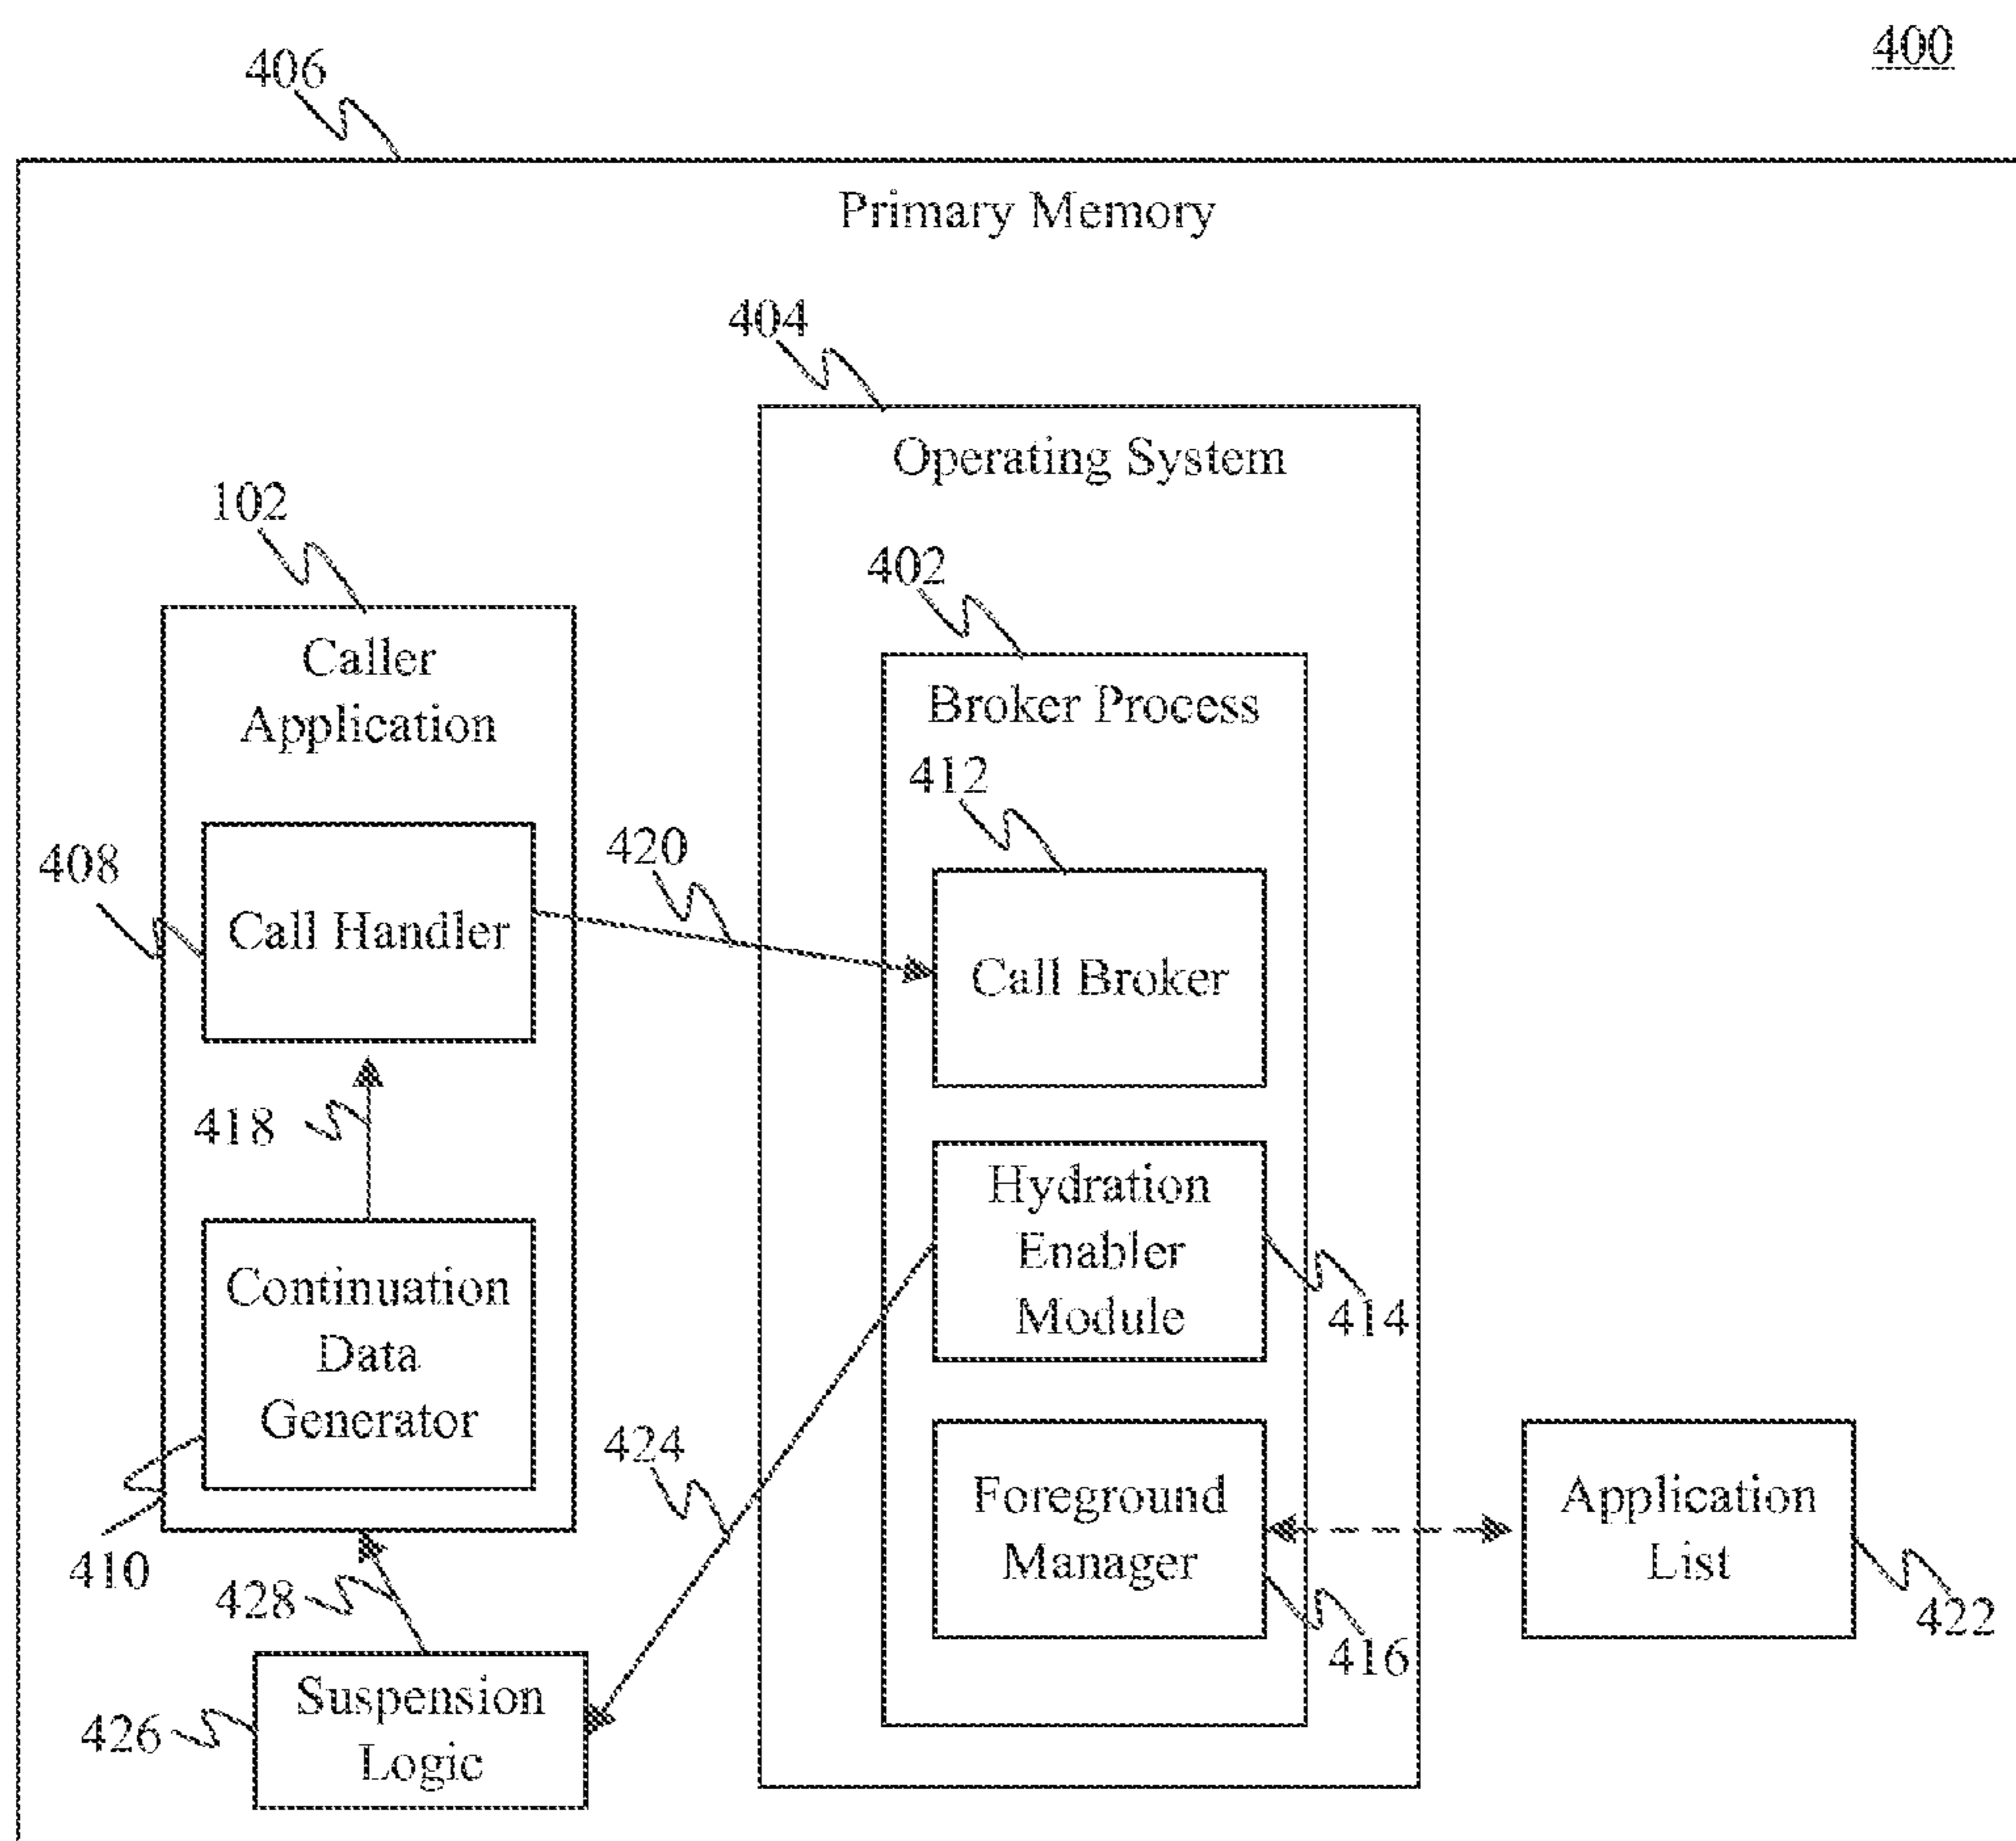 400
406
Primary Memory
404
Operating System
102
402
Caller
Application
Broker Process
412
408
420
Call Handler
Call Broker
418
Hydration
Enabler
Module
414
Continuation
Data
Generator
424
Foreground
Manager
Application
List
410
428
416
422
Suspension
Logic
426